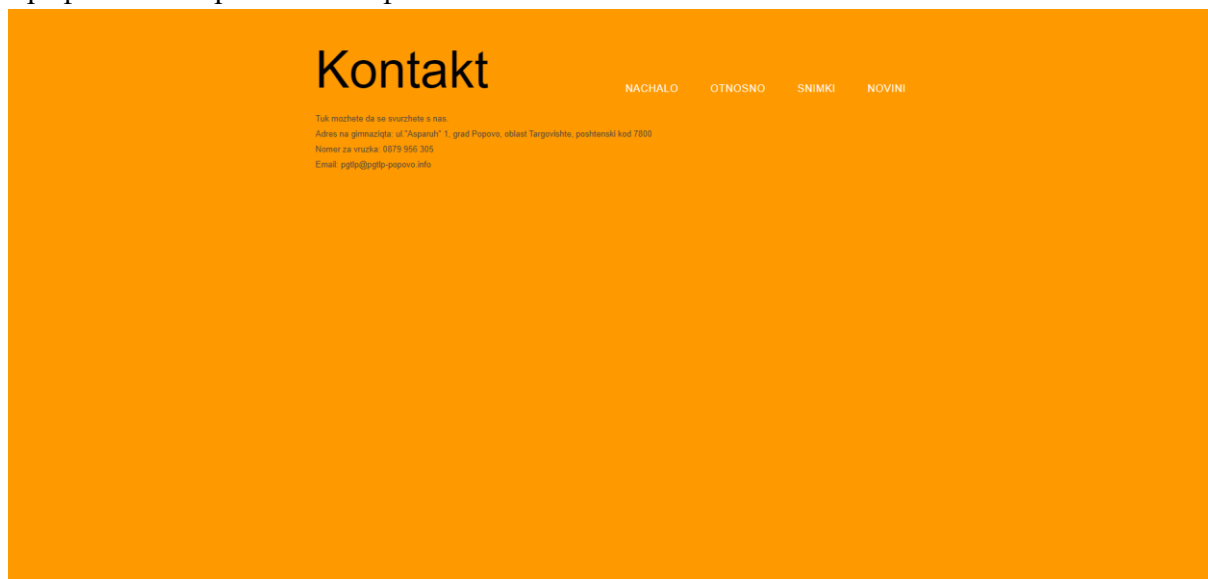 Kontakt
NACHALO OTNOSNO SNIMKI NOVINI
Tuk mozhete da se svurzhete s nas.
Adres na gimnaziqta: ul."Asparuh" 1, grad Popovo, oblast Targovishte, poshtenski kod 7800
Nomer za vruzka: 0879 956 305
Email: pgtlp@pgtlp-popovo.info